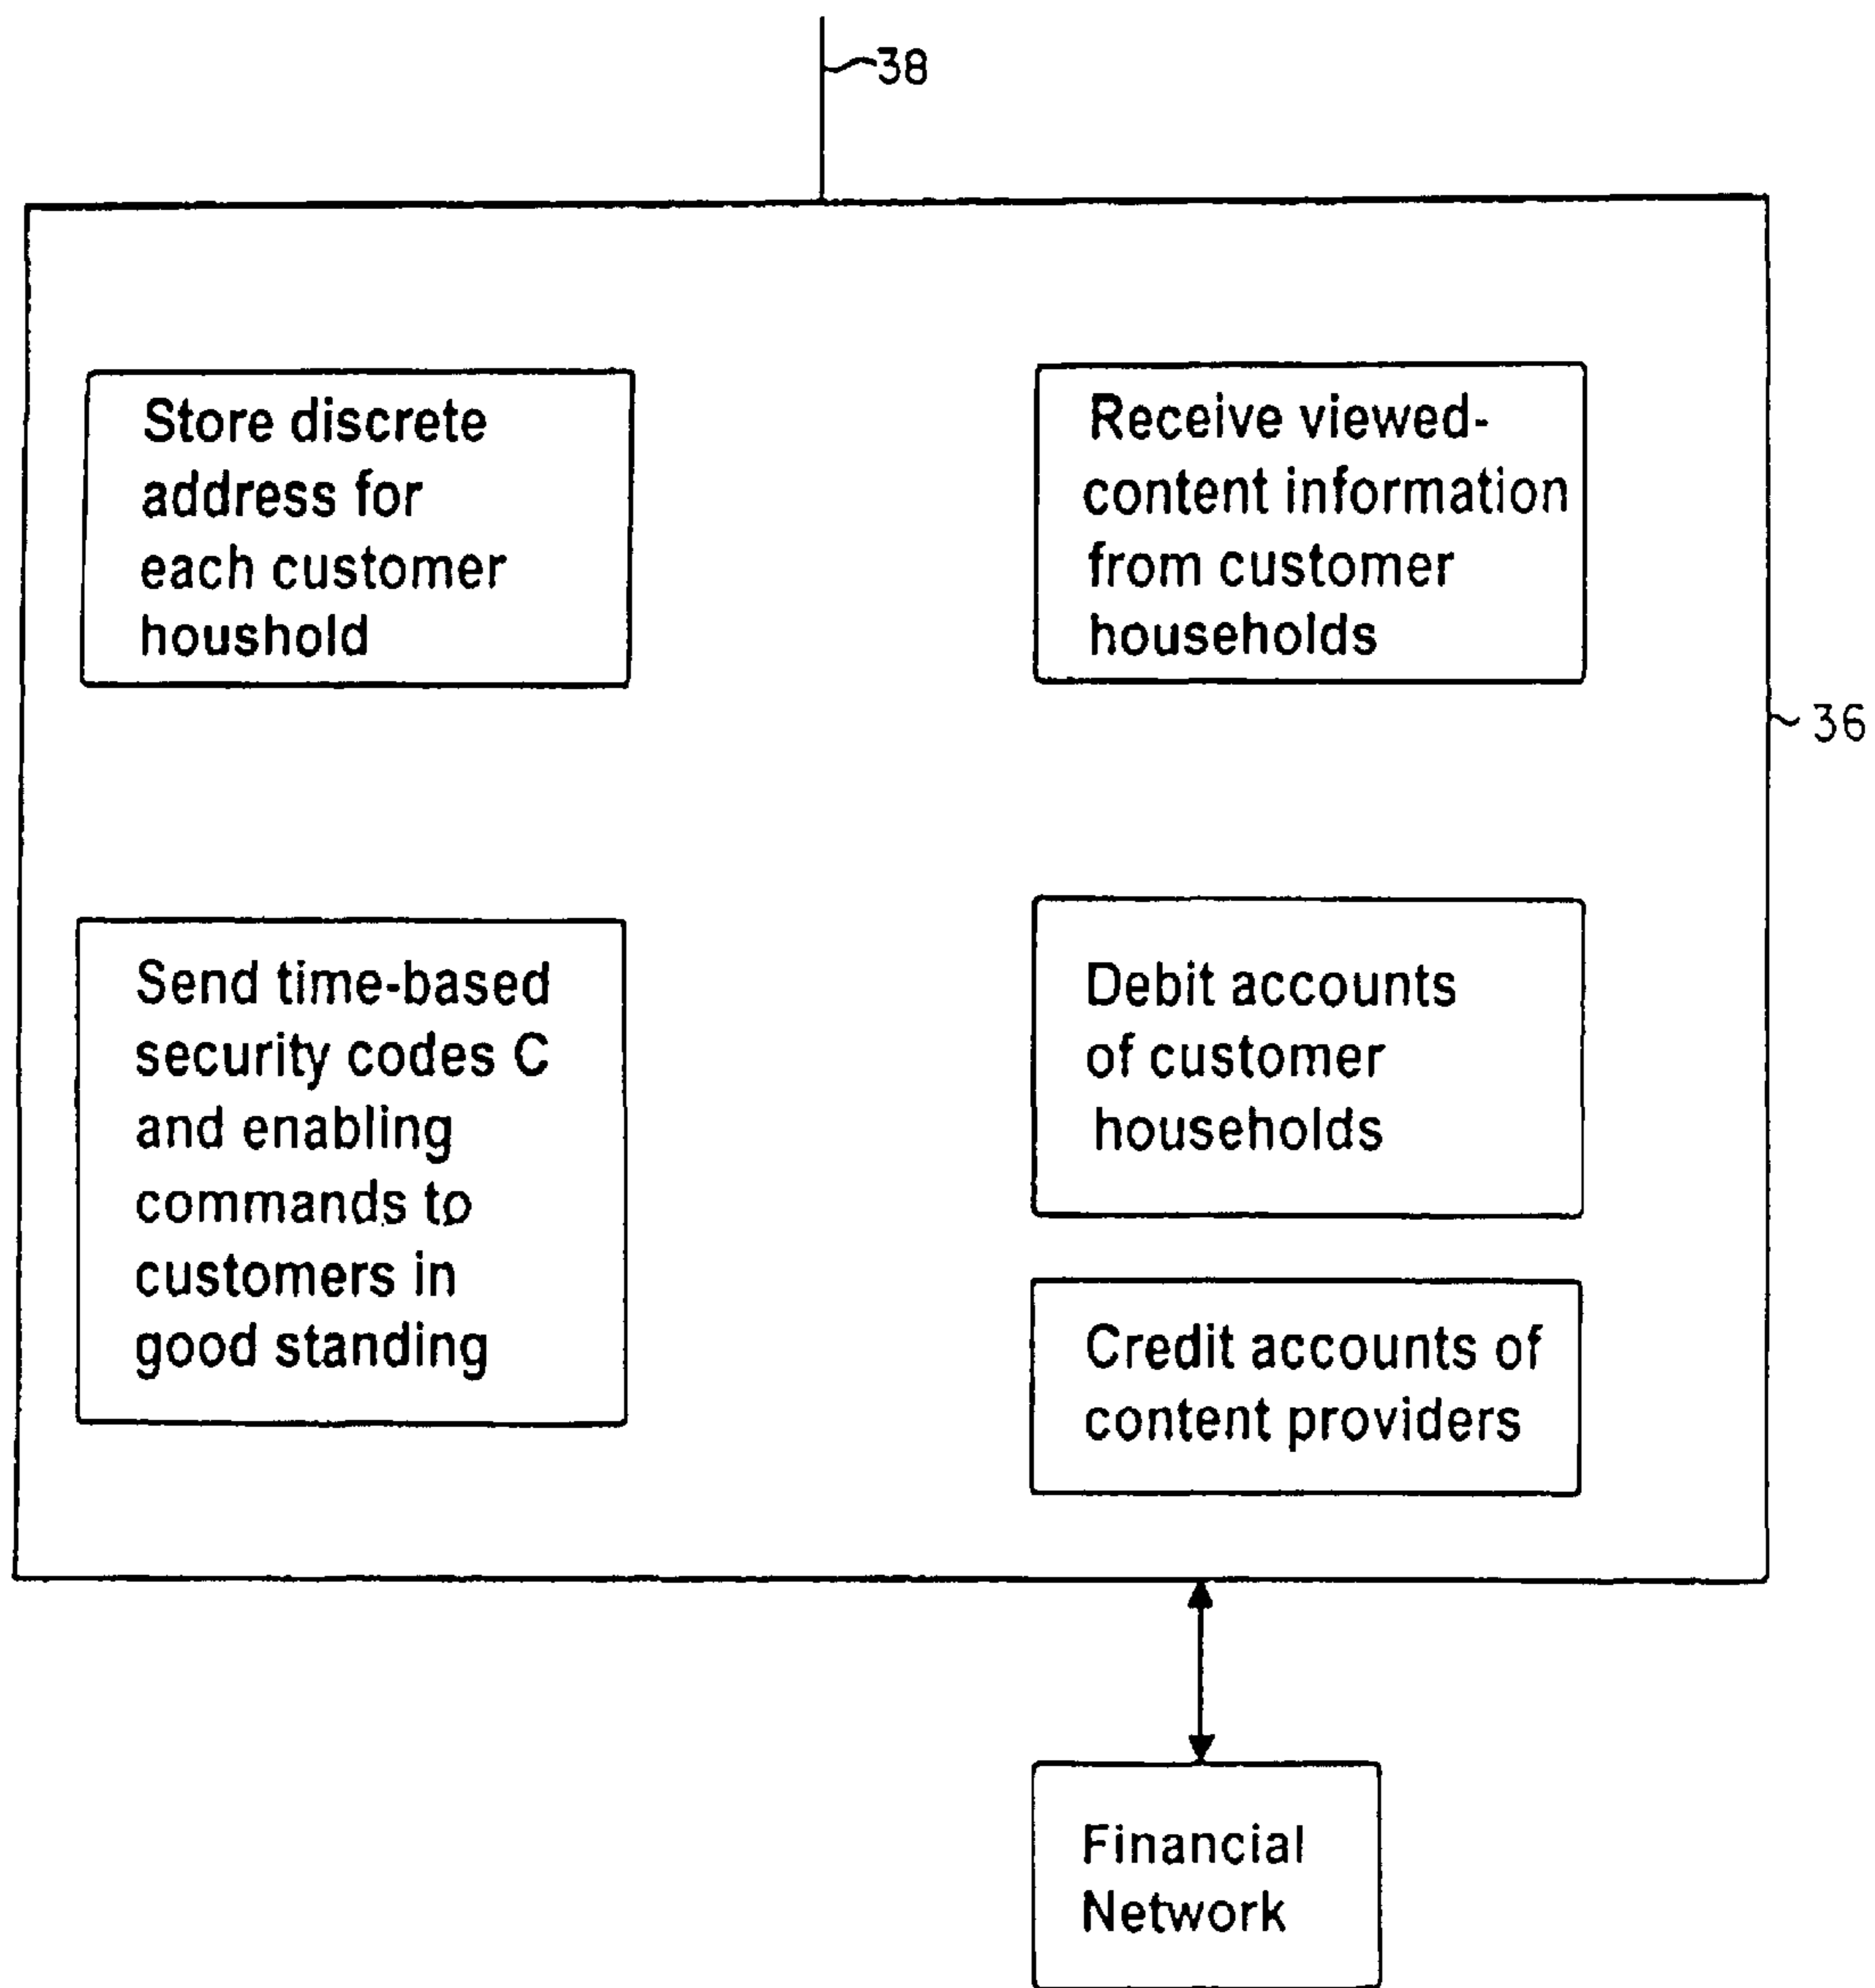 38
Store discrete
address for
each customer
houshold
Receive viewed-
content information
from customer
households
36
Send time-based
security codes C
and enabling
commands to
customers in
good standing
Debit accounts
of customer
households
Credit accounts of
content providers
Financial
Network